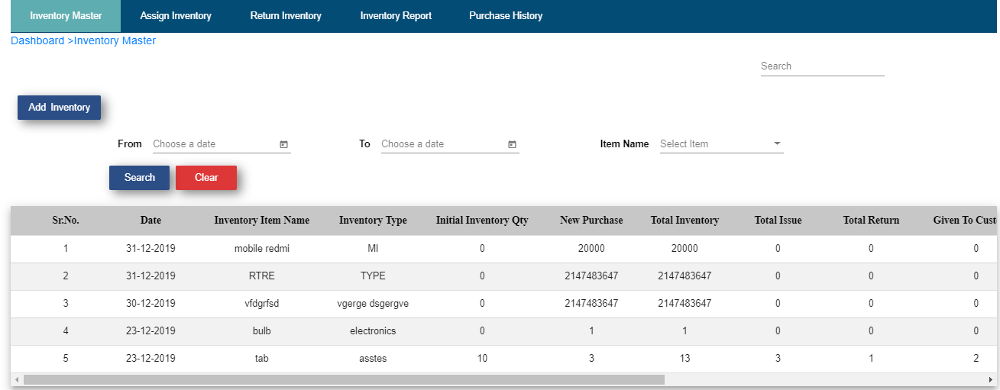 Inventory Master Assign Inventory Return Inventory Inventory Report Purchase History
Dashboard >Inventory Master
Search
Add Inventory
From Choose a date To Choose a date Item Name Select Item
Search Clear
Sr.No. Date Inventory Item Name Inventory Type Initial Inventory Qty New Purchase Total Inventory Total Issue Total Return Given To Cust
1 31-12-2019 mobile redmi MI 0 20000 20000 0 0 0
2 31-12-2019 RTRE TYPE 0 2147483647 2147483647 0 0 0
3 30-12-2019 vfdgrfsd vgerge dsgergve 0 2147483647 2147483647 0 0 0
4 23-12-2019 bulb electronics 0 1 1 0 0 0
5 23-12-2019 tab asstes 10 3 13 3 1 2